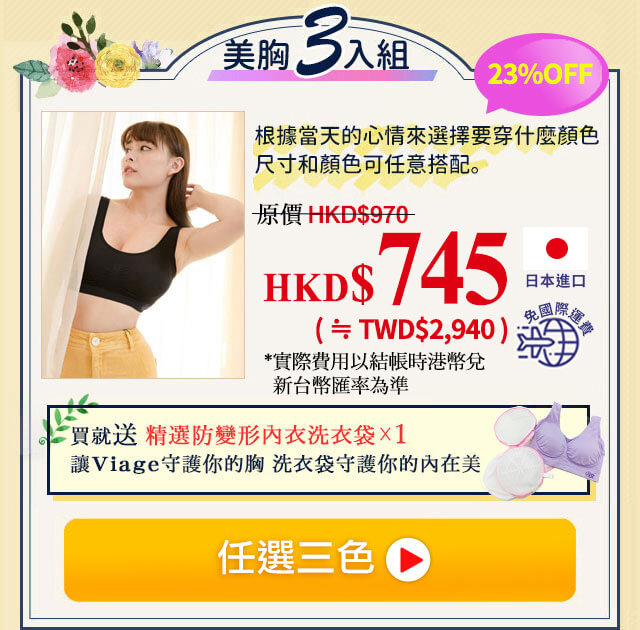 美胸3入組
23%OFF
根據當天的心情來選擇要穿什麼顏色
尺寸和顏色可任意搭配。
原價 HKD$970
HKD$745
日本進口
免國際運費
(≒ TWD$2,940)
*實際費用以結帳時港幣兌
新台幣匯率為準
買就送 精選防變形內衣洗衣袋×1
讓Viage守護你的胸 洗衣袋守護你的內在美
任選三色